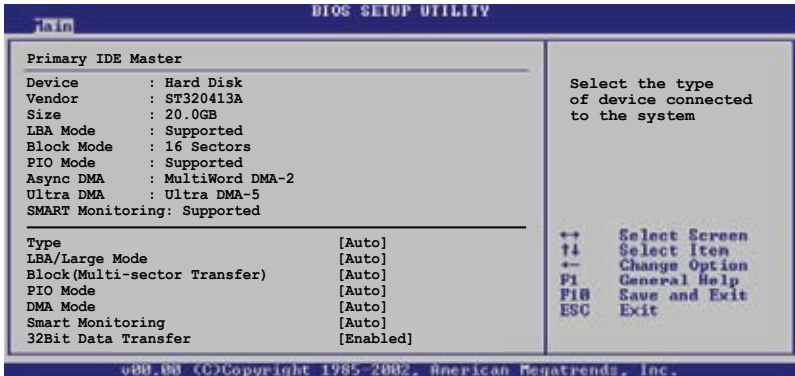 BIOS SETUP UTILITY
Main
Primary IDE Master
Device : Hard Disk
Vendor : ST320413A
Size : 20.0GB
LBA Mode : Supported
Block Mode : 16 Sectors
PIO Mode : Supported
Async DMA : MultiWord DMA-2
Ultra DMA : Ultra DMA-5
SMART Monitoring: Supported
Type [Auto]
LBA/Large Mode [Auto]
Block(Multi-sector Transfer) [Auto]
PIO Mode [Auto]
DMA Mode [Auto]
Smart Monitoring [Auto]
32Bit Data Transfer [Enabled]
Select the type
of device connected
to the system
↔ Select Screen
↑↓ Select Item
←- Change Option
F1 General Help
F10 Save and Exit
ESC Exit
v00.00 (C)Copyright 1985-2002, American Megatrends, Inc.